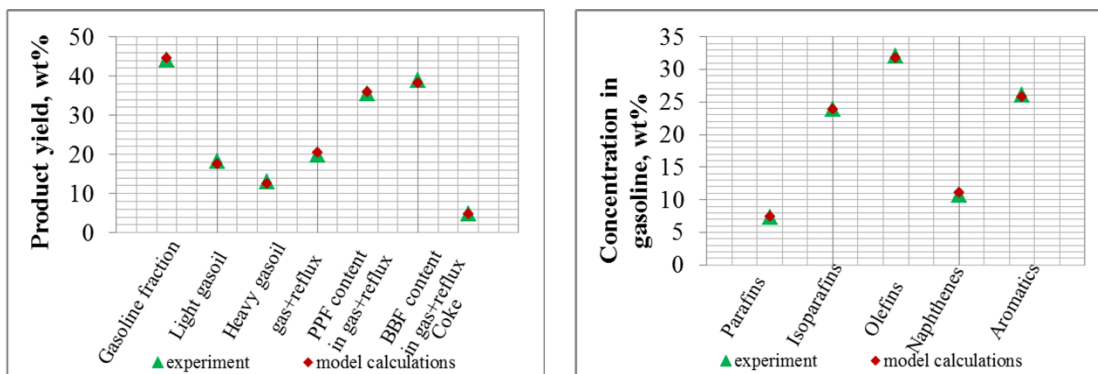 Product yield, wt%
50
40
30
20
10
0
Gasoline fraction
Light gasoil
Heavy gasoil
gas+reflux
PPF content
in gas+reflux
BBF content
in gas+reflux
Coke
experiment
model calculations
Concentration in
gasoline, wt%
35
30
25
20
15
10
5
0
Parafins
Isoparafins
Olefins
Naphthenes
Aromatics
experiment
model calculations